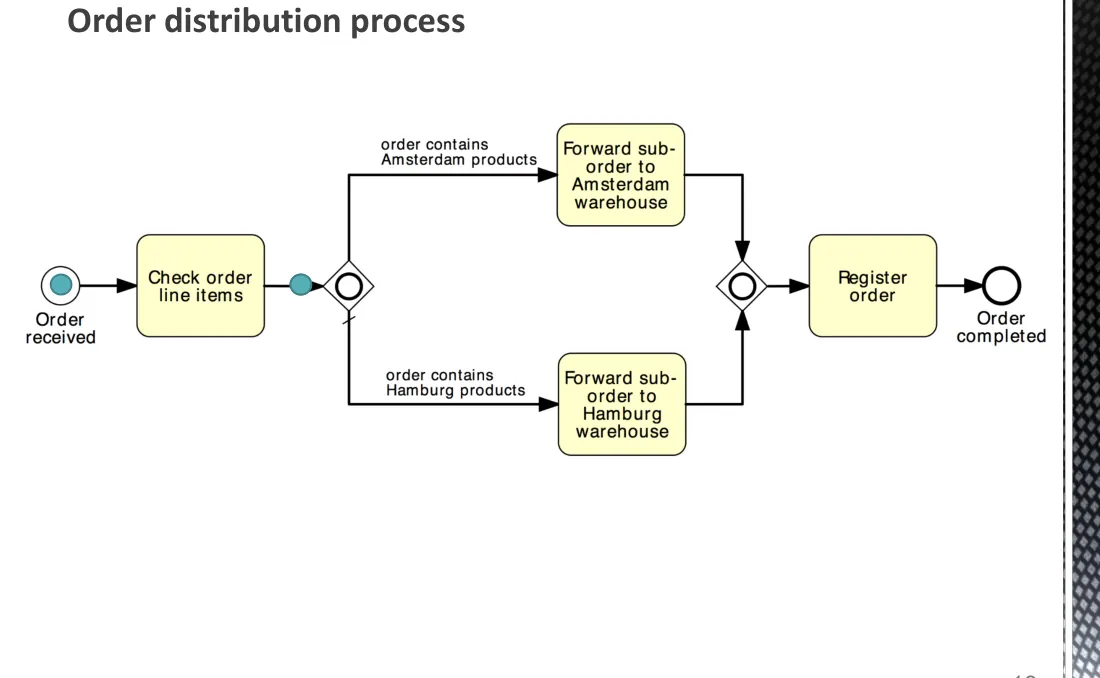 Order distribution process
order contains
Amsterdam products
Forward sub-
order to
Amsterdam
warehouse
Check order
line items
Order
received
Register
order
Order
completed
order contains
Hamburg products
Forward sub-
order to
Hamburg
warehouse